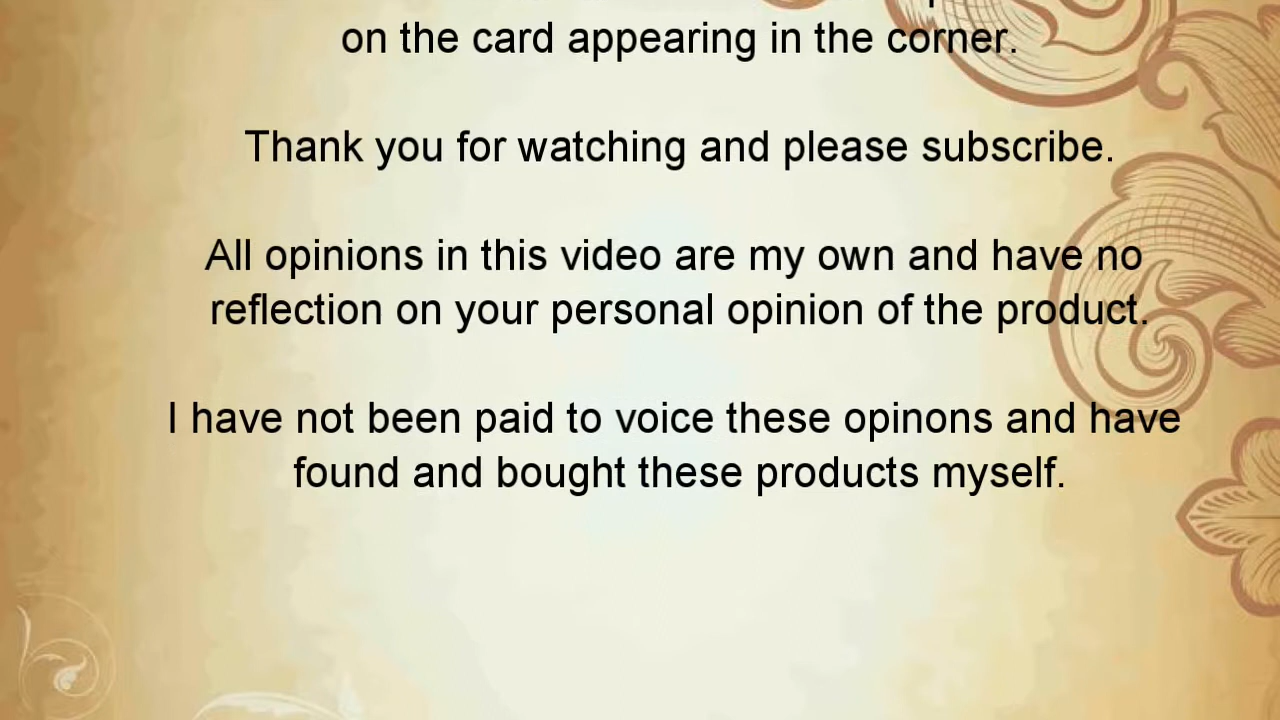 on the card appearing in the corner.
Thank you for watching and please subscribe.
All opinions in this video are my own and have no
reflection on your personal opinion of the product.
I have not been paid to voice these opinons and have
found and bought these products myself.